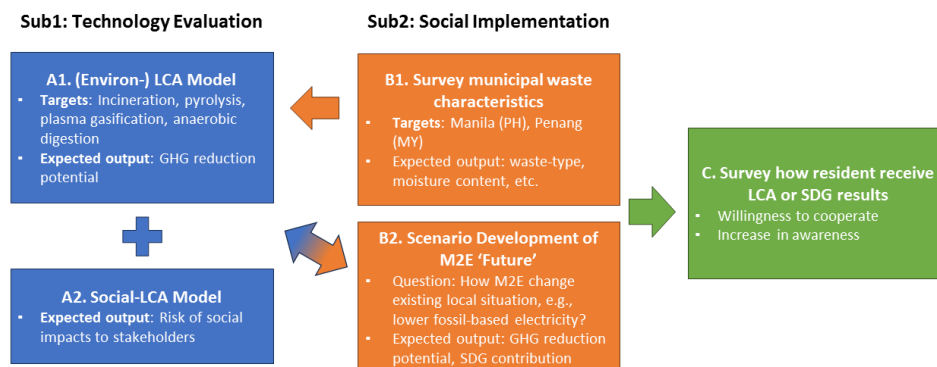 Sub1: Technology Evaluation
A1. (Environ-) LCA Model
▪ Targets: Incineration, pyrolysis,
plasma gasification, anaerobic
digestion
▪ Expected output: GHG reduction
potential
A2. Social-LCA Model
▪ Expected output: Risk of social
impacts to stakeholders
Sub2: Social Implementation
B1. Survey municipal waste
characteristics
▪ Targets: Manila (PH), Penang
(MY)
▪ Expected output: waste-type,
moisture content, etc.
B2. Scenario Development of
M2E ‘Future’
▪ Question: How M2E change
existing local situation, e.g.,
lower fossil-based electricity?
▪ Expected output: GHG reduction
potential, SDG contribution
C. Survey how resident receive
LCA or SDG results
▪ Willingness to cooperate
▪ Increase in awareness